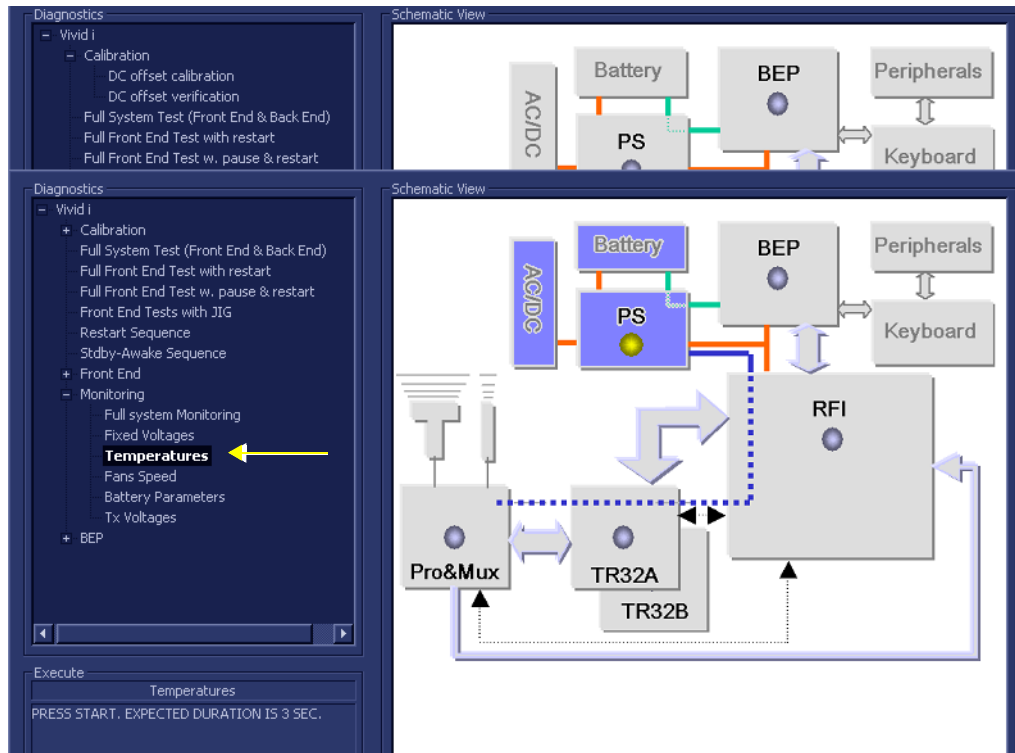 Diagnostics
Vivid i
Calibration
DC offset calibration
DC offset verification
Full System Test (Front End & Back End)
Full Front End Test with restart
Full Front End Test w. pause & restart
Schematic View
Battery
BEP
Peripherals
AC/DC
PS
Keyboard
Diagnostics
Vivid i
Calibration
Full System Test (Front End & Back End)
Full Front End Test with restart
Full Front End Test w. pause & restart
Front End Tests with JIG
Restart Sequence
Stdby-Awake Sequence
Front End
Monitoring
Full system Monitoring
Fixed Voltages
Temperatures
Fans Speed
Battery Parameters
Tx Voltages
BEP
Schematic View
Battery
BEP
Peripherals
AC/DC
PS
Keyboard
RFI
Pro&Mux
TR32A
TR32B
Execute
Temperatures
PRESS START. EXPECTED DURATION IS 3 SEC.